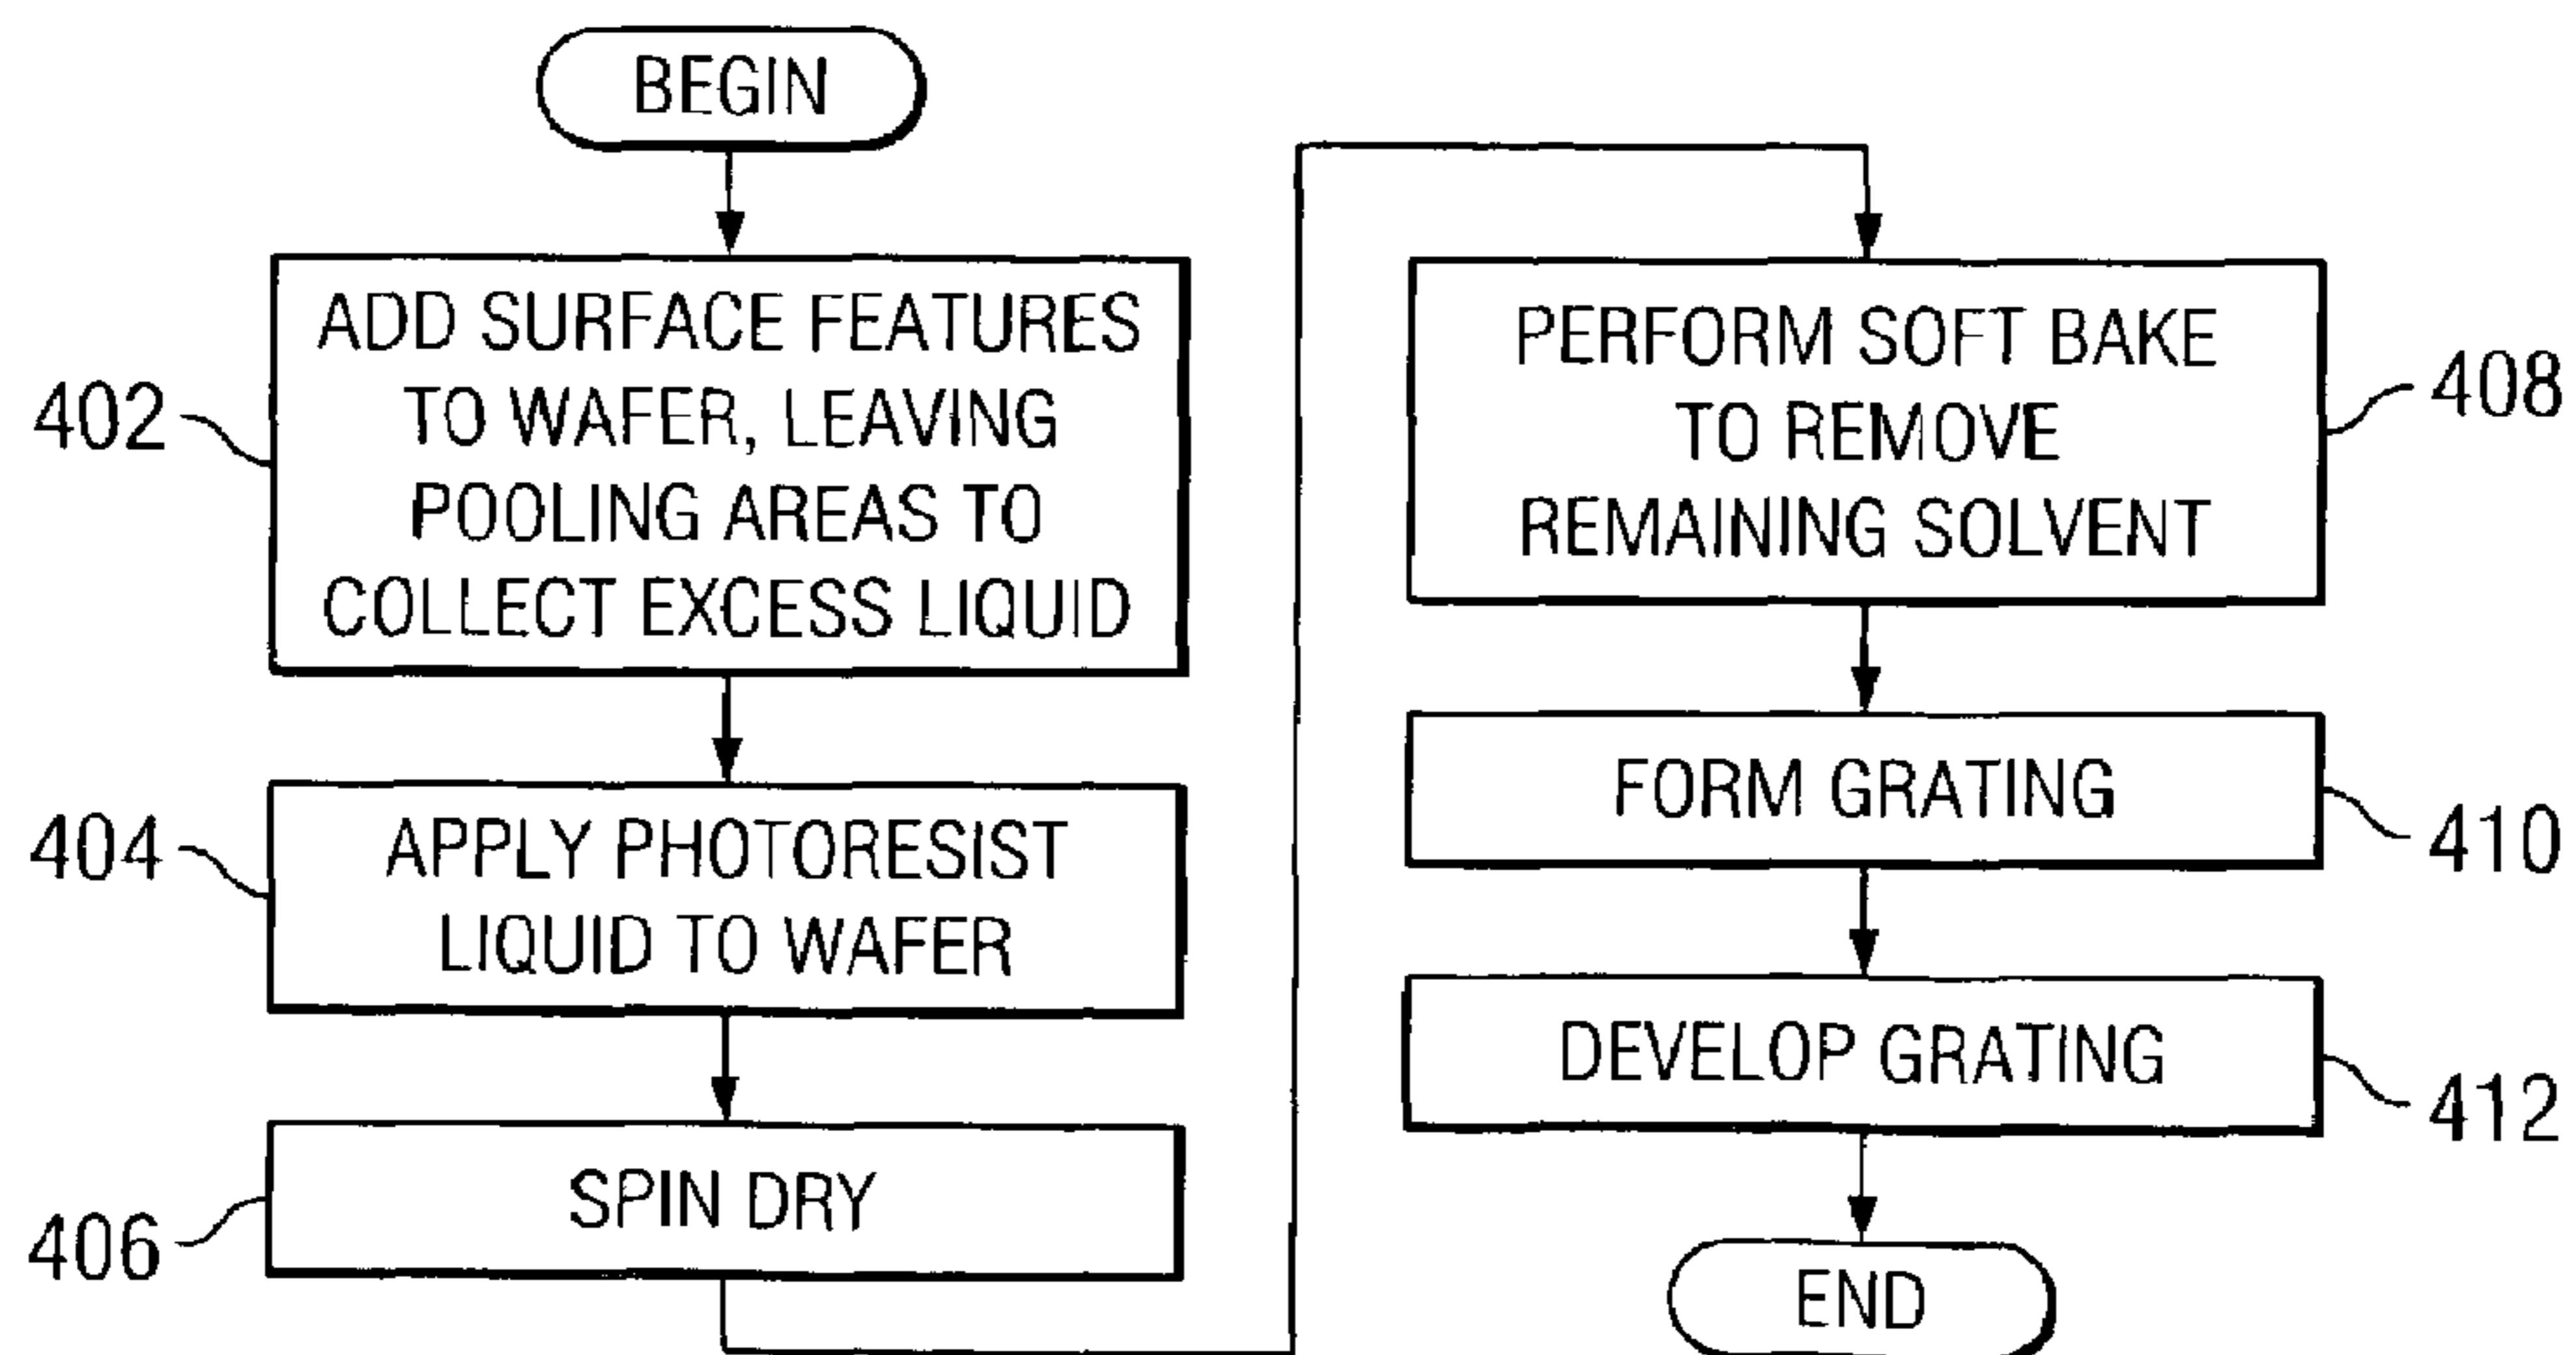 BEGIN
402
ADD SURFACE FEATURES
TO WAFER, LEAVING
POOLING AREAS TO
COLLECT EXCESS LIQUID
404
APPLY PHOTORESIST
LIQUID TO WAFER
406
SPIN DRY
PERFORM SOFT BAKE
TO REMOVE
REMAINING SOLVENT
408
FORM GRATING
410
DEVELOP GRATING
412
END